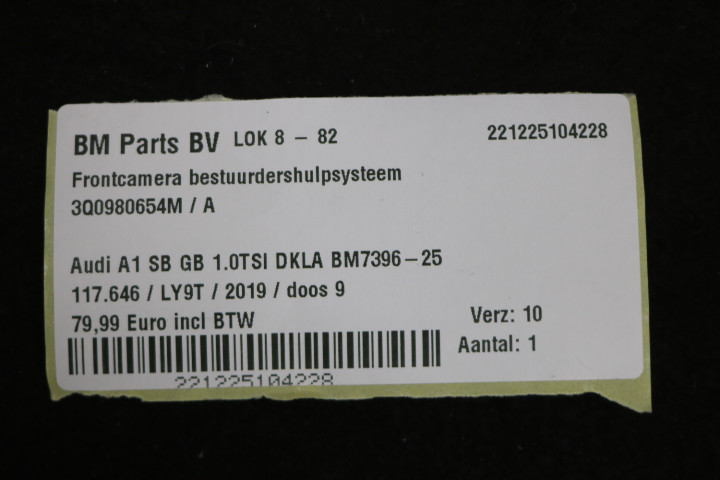 BM Parts BV LOK 8 - 82 221225104228
Frontcamera bestuurdershulpsysteem
3Q0980654M / A
Audi A1 SB GB 1.0TSI DKLA BM7396-25
117.646 / LY9T / 2019 / doos 9
79,99 Euro incl BTW Verz: 10
Aantal: 1
221225104228